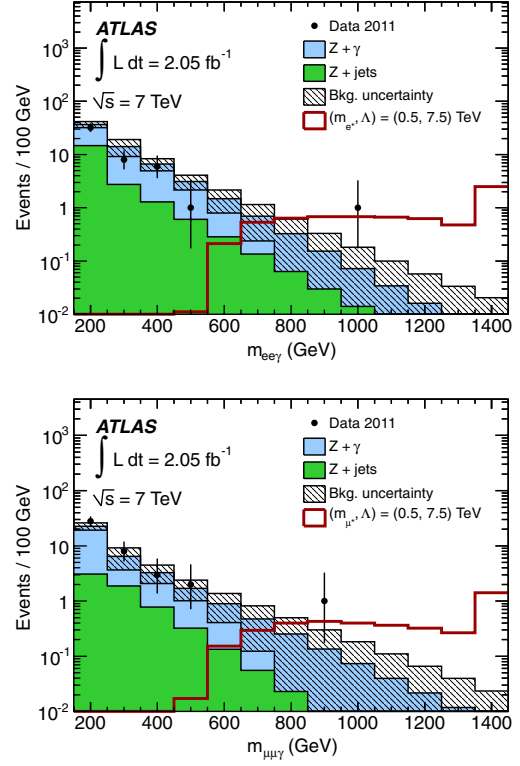 ATLAS
∫ L dt = 2.05 fb⁻¹
√s = 7 TeV
Data 2011
Z + γ
Z + jets
Bkg. uncertainty
(m_e*, Λ) = (0.5, 7.5) TeV
Events / 100 GeV
10³
10²
10
1
10⁻¹
10⁻²
200 400 600 800 1000 1200 1400
m_eeγ (GeV)
ATLAS
∫ L dt = 2.05 fb⁻¹
√s = 7 TeV
Data 2011
Z + γ
Z + jets
Bkg. uncertainty
(m_μ*, Λ) = (0.5, 7.5) TeV
Events / 100 GeV
10³
10²
10
1
10⁻¹
10⁻²
200 400 600 800 1000 1200 1400
m_μμγ (GeV)